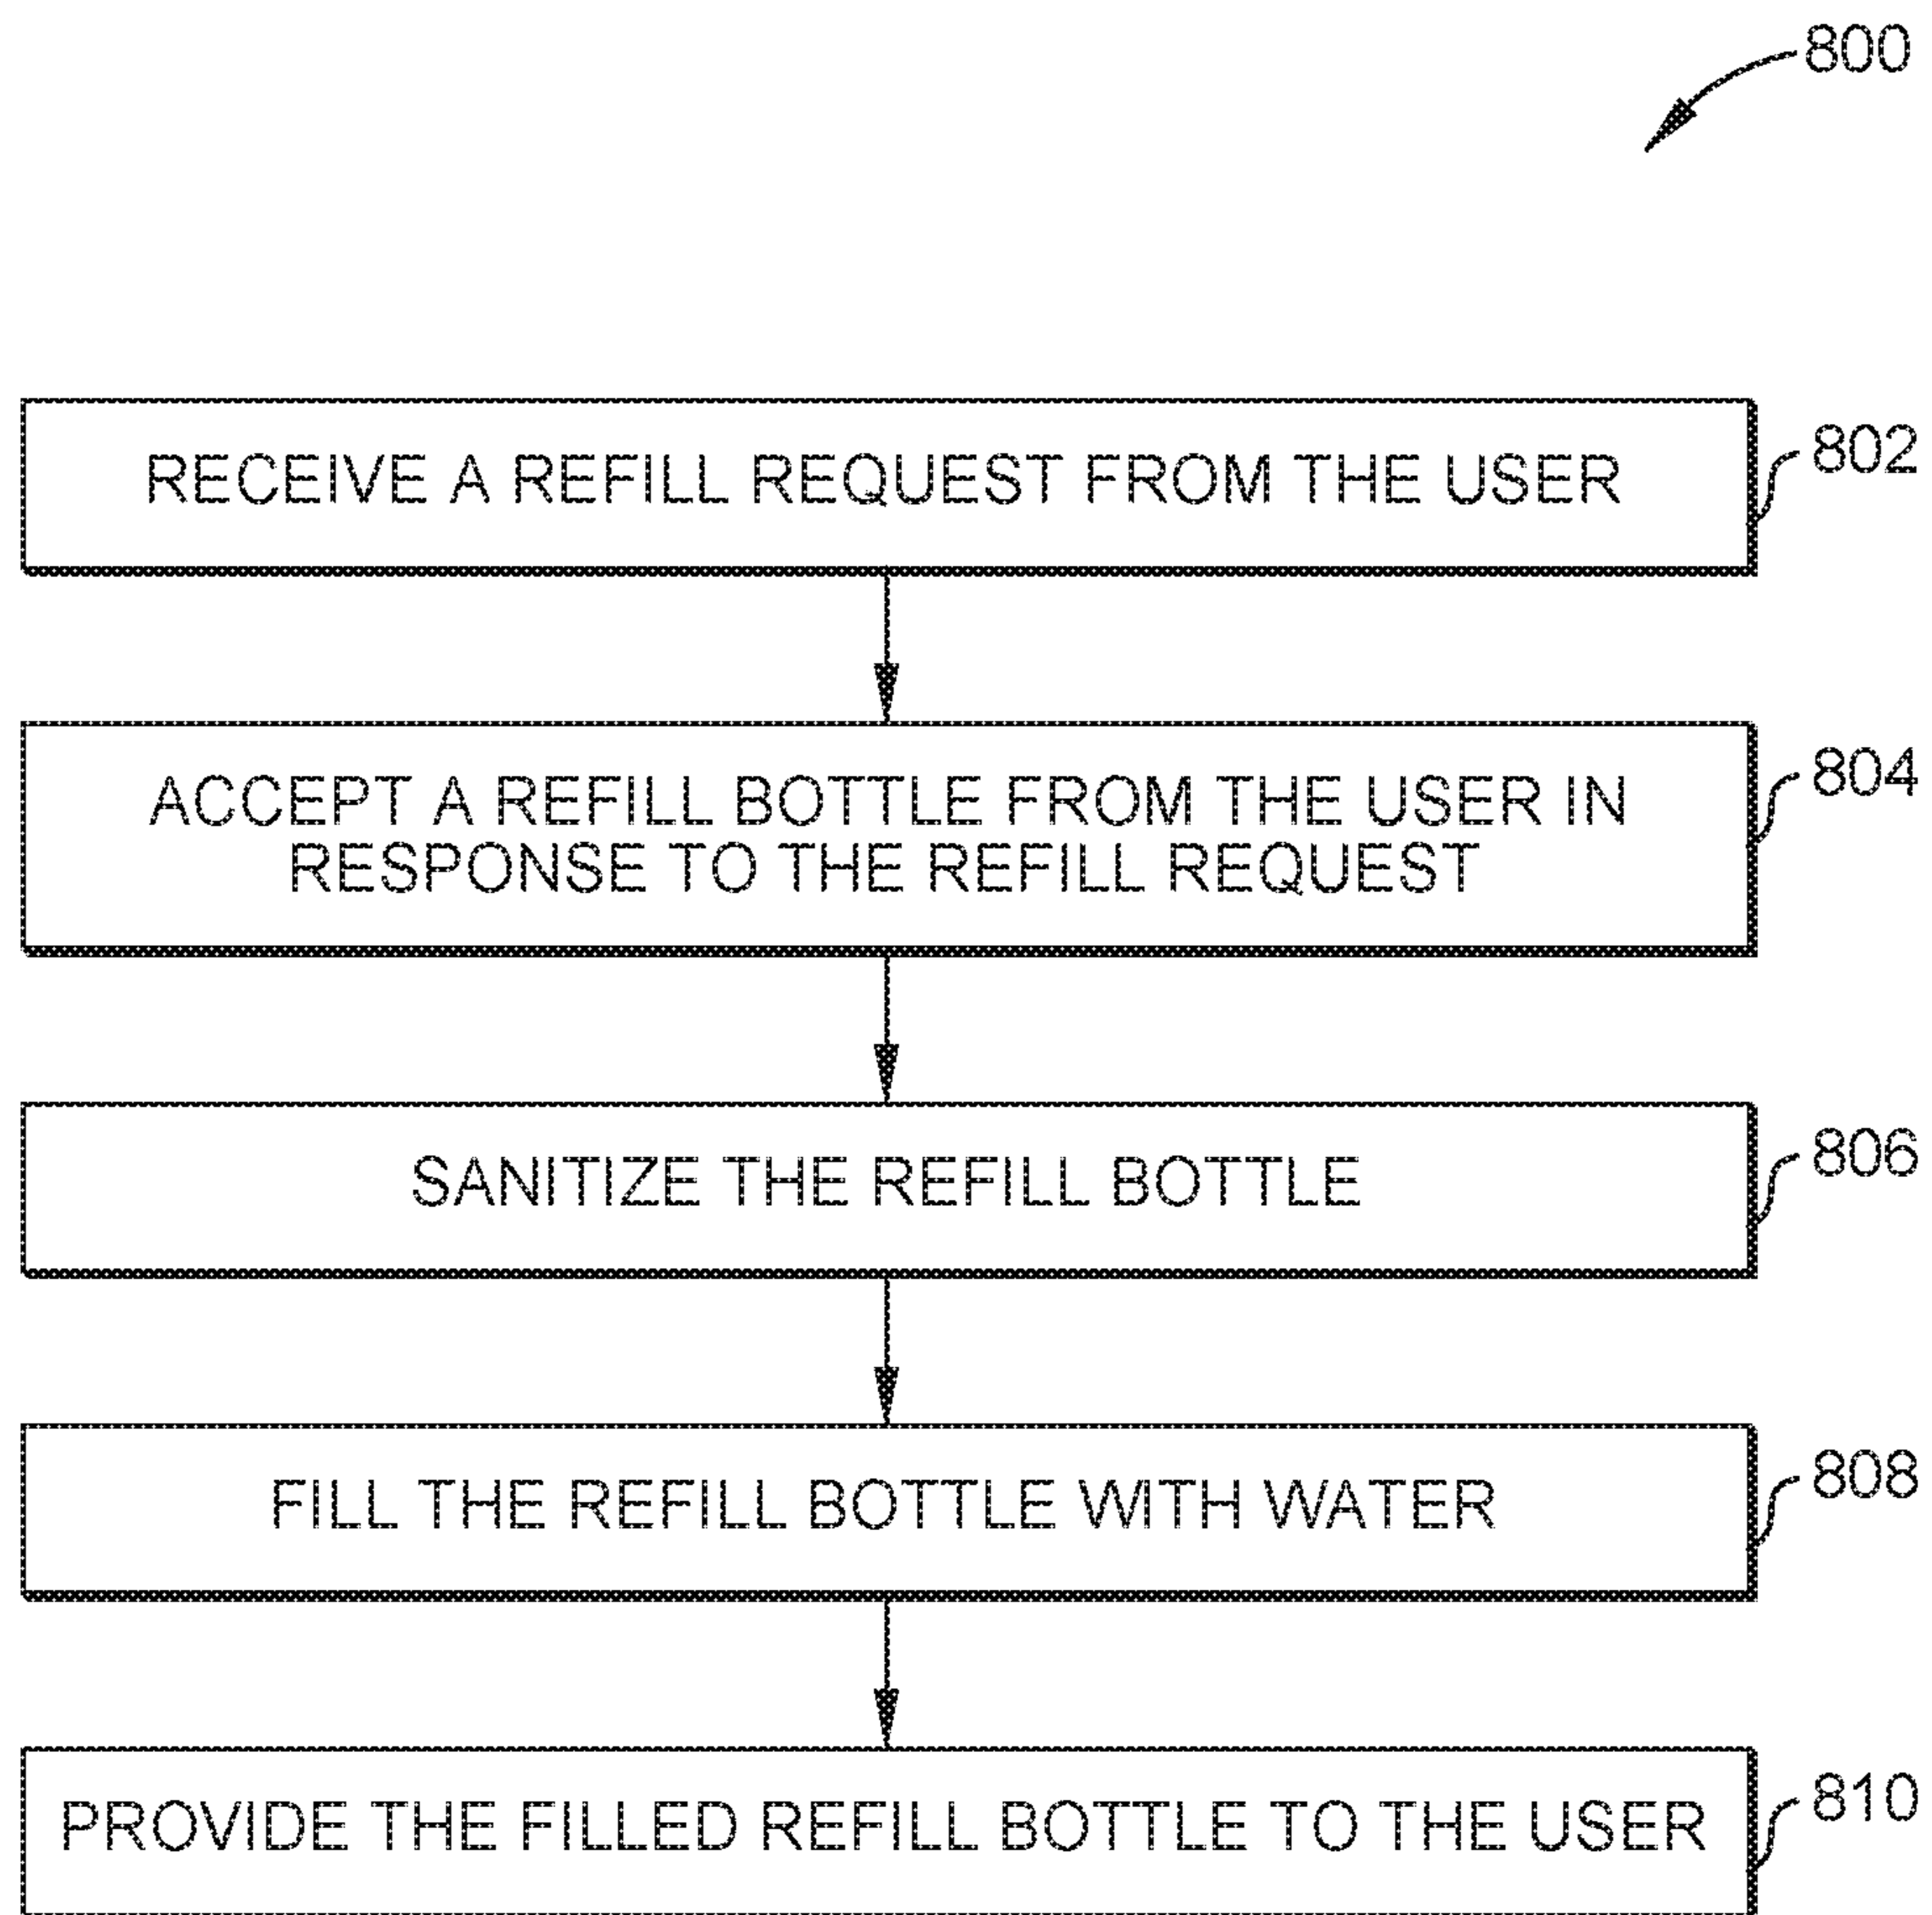 800
RECEIVE A REFILL REQUEST FROM THE USER
802
ACCEPT A REFILL BOTTLE FROM THE USER IN
RESPONSE TO THE REFILL REQUEST
804
SANITIZE THE REFILL BOTTLE
806
FILL THE REFILL BOTTLE WITH WATER
808
PROVIDE THE FILLED REFILL BOTTLE TO THE USER
810